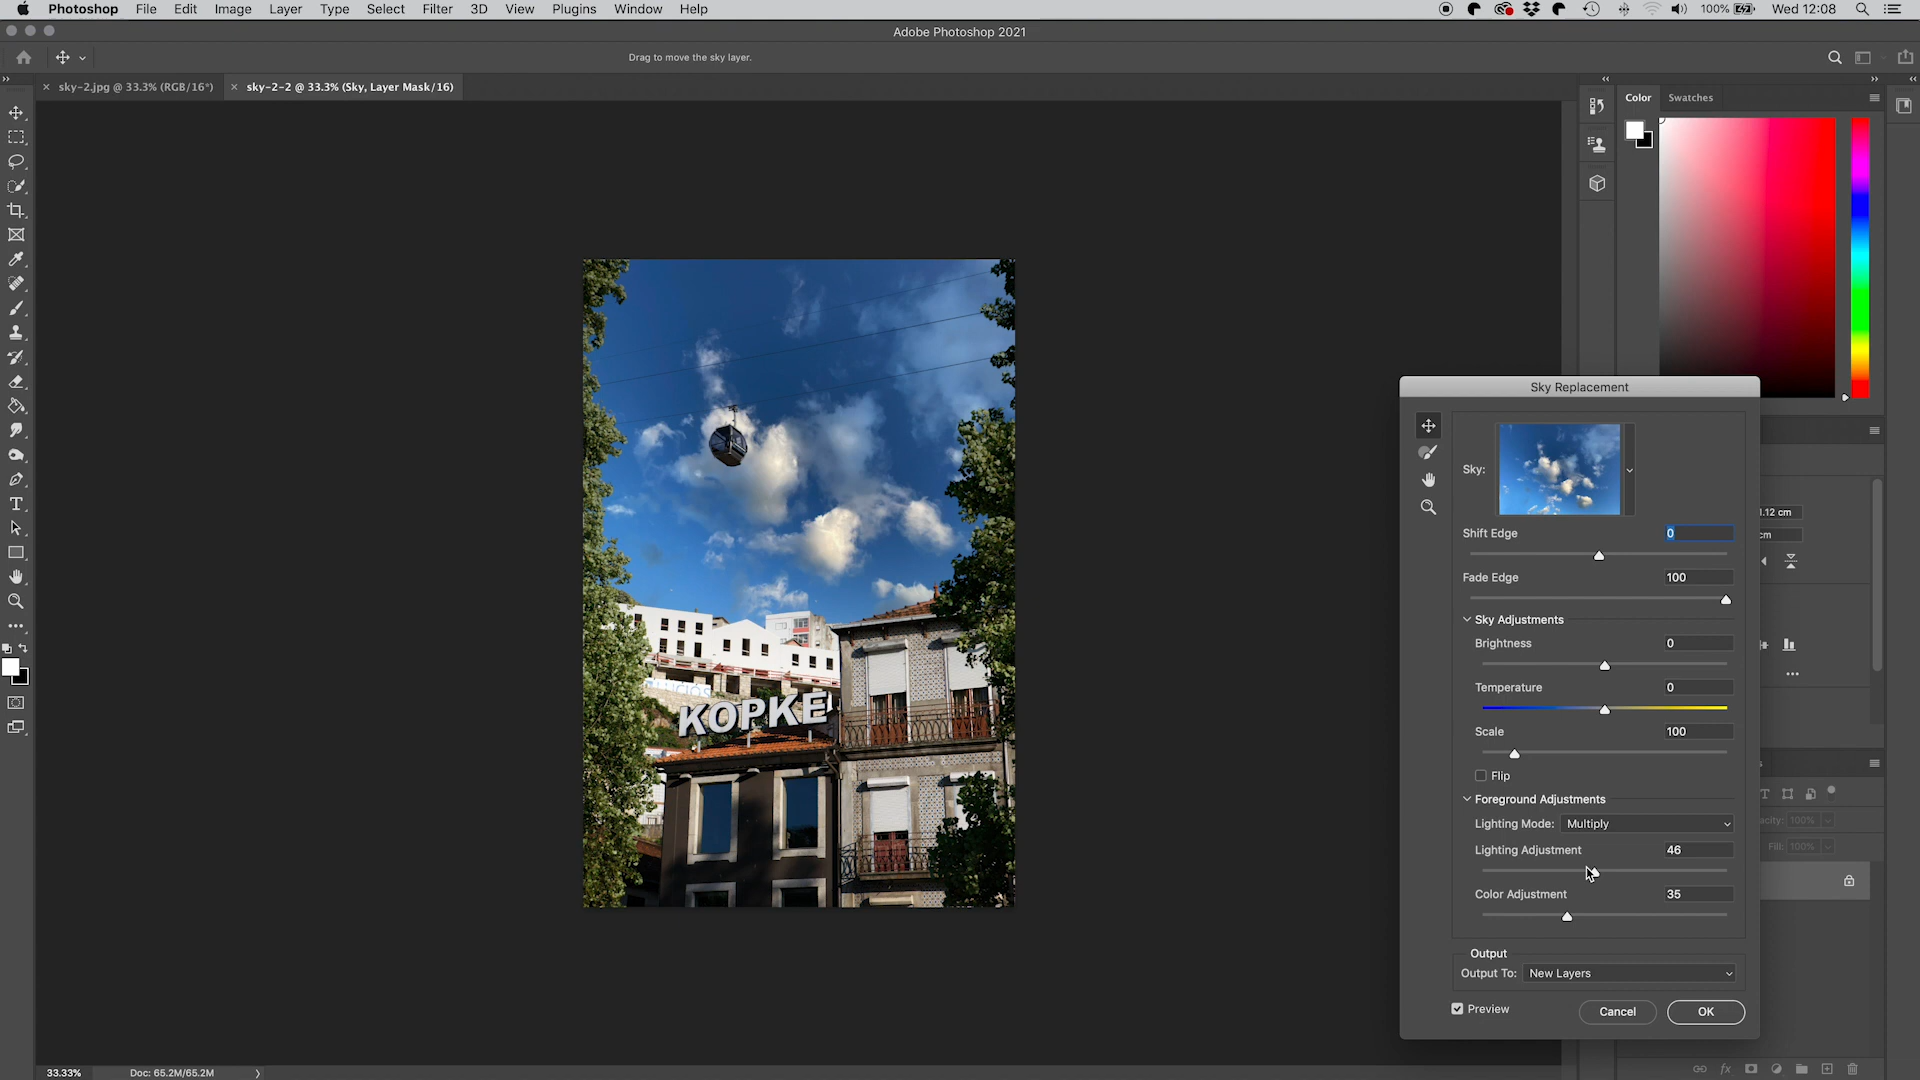 Photoshop File Edit Image Layer Type Select Filter 3D View Plugins Window Help 100% Wed 12:08
Adobe Photoshop 2021
Drag to move the sky layer.
sky-2.jpg @ 33.3% (RGB/16*) sky-2-2 @ 33.3% (Sky, Layer Mask/16)
Color Swatches
Sky Replacement
Sky:
1.12 cm
Shift Edge 0
cm
Fade Edge 100
Sky Adjustments
Brightness 0
Temperature 0
Scale 100
Flip
Foreground Adjustments
Lighting Mode: Multiply
acity: 100%
Lighting Adjustment 46
Fill: 100%
Color Adjustment 35
Output
Output To: New Layers
Preview Cancel OK
KOPKE
33.33% Doc: 65.2M/65.2M
fx